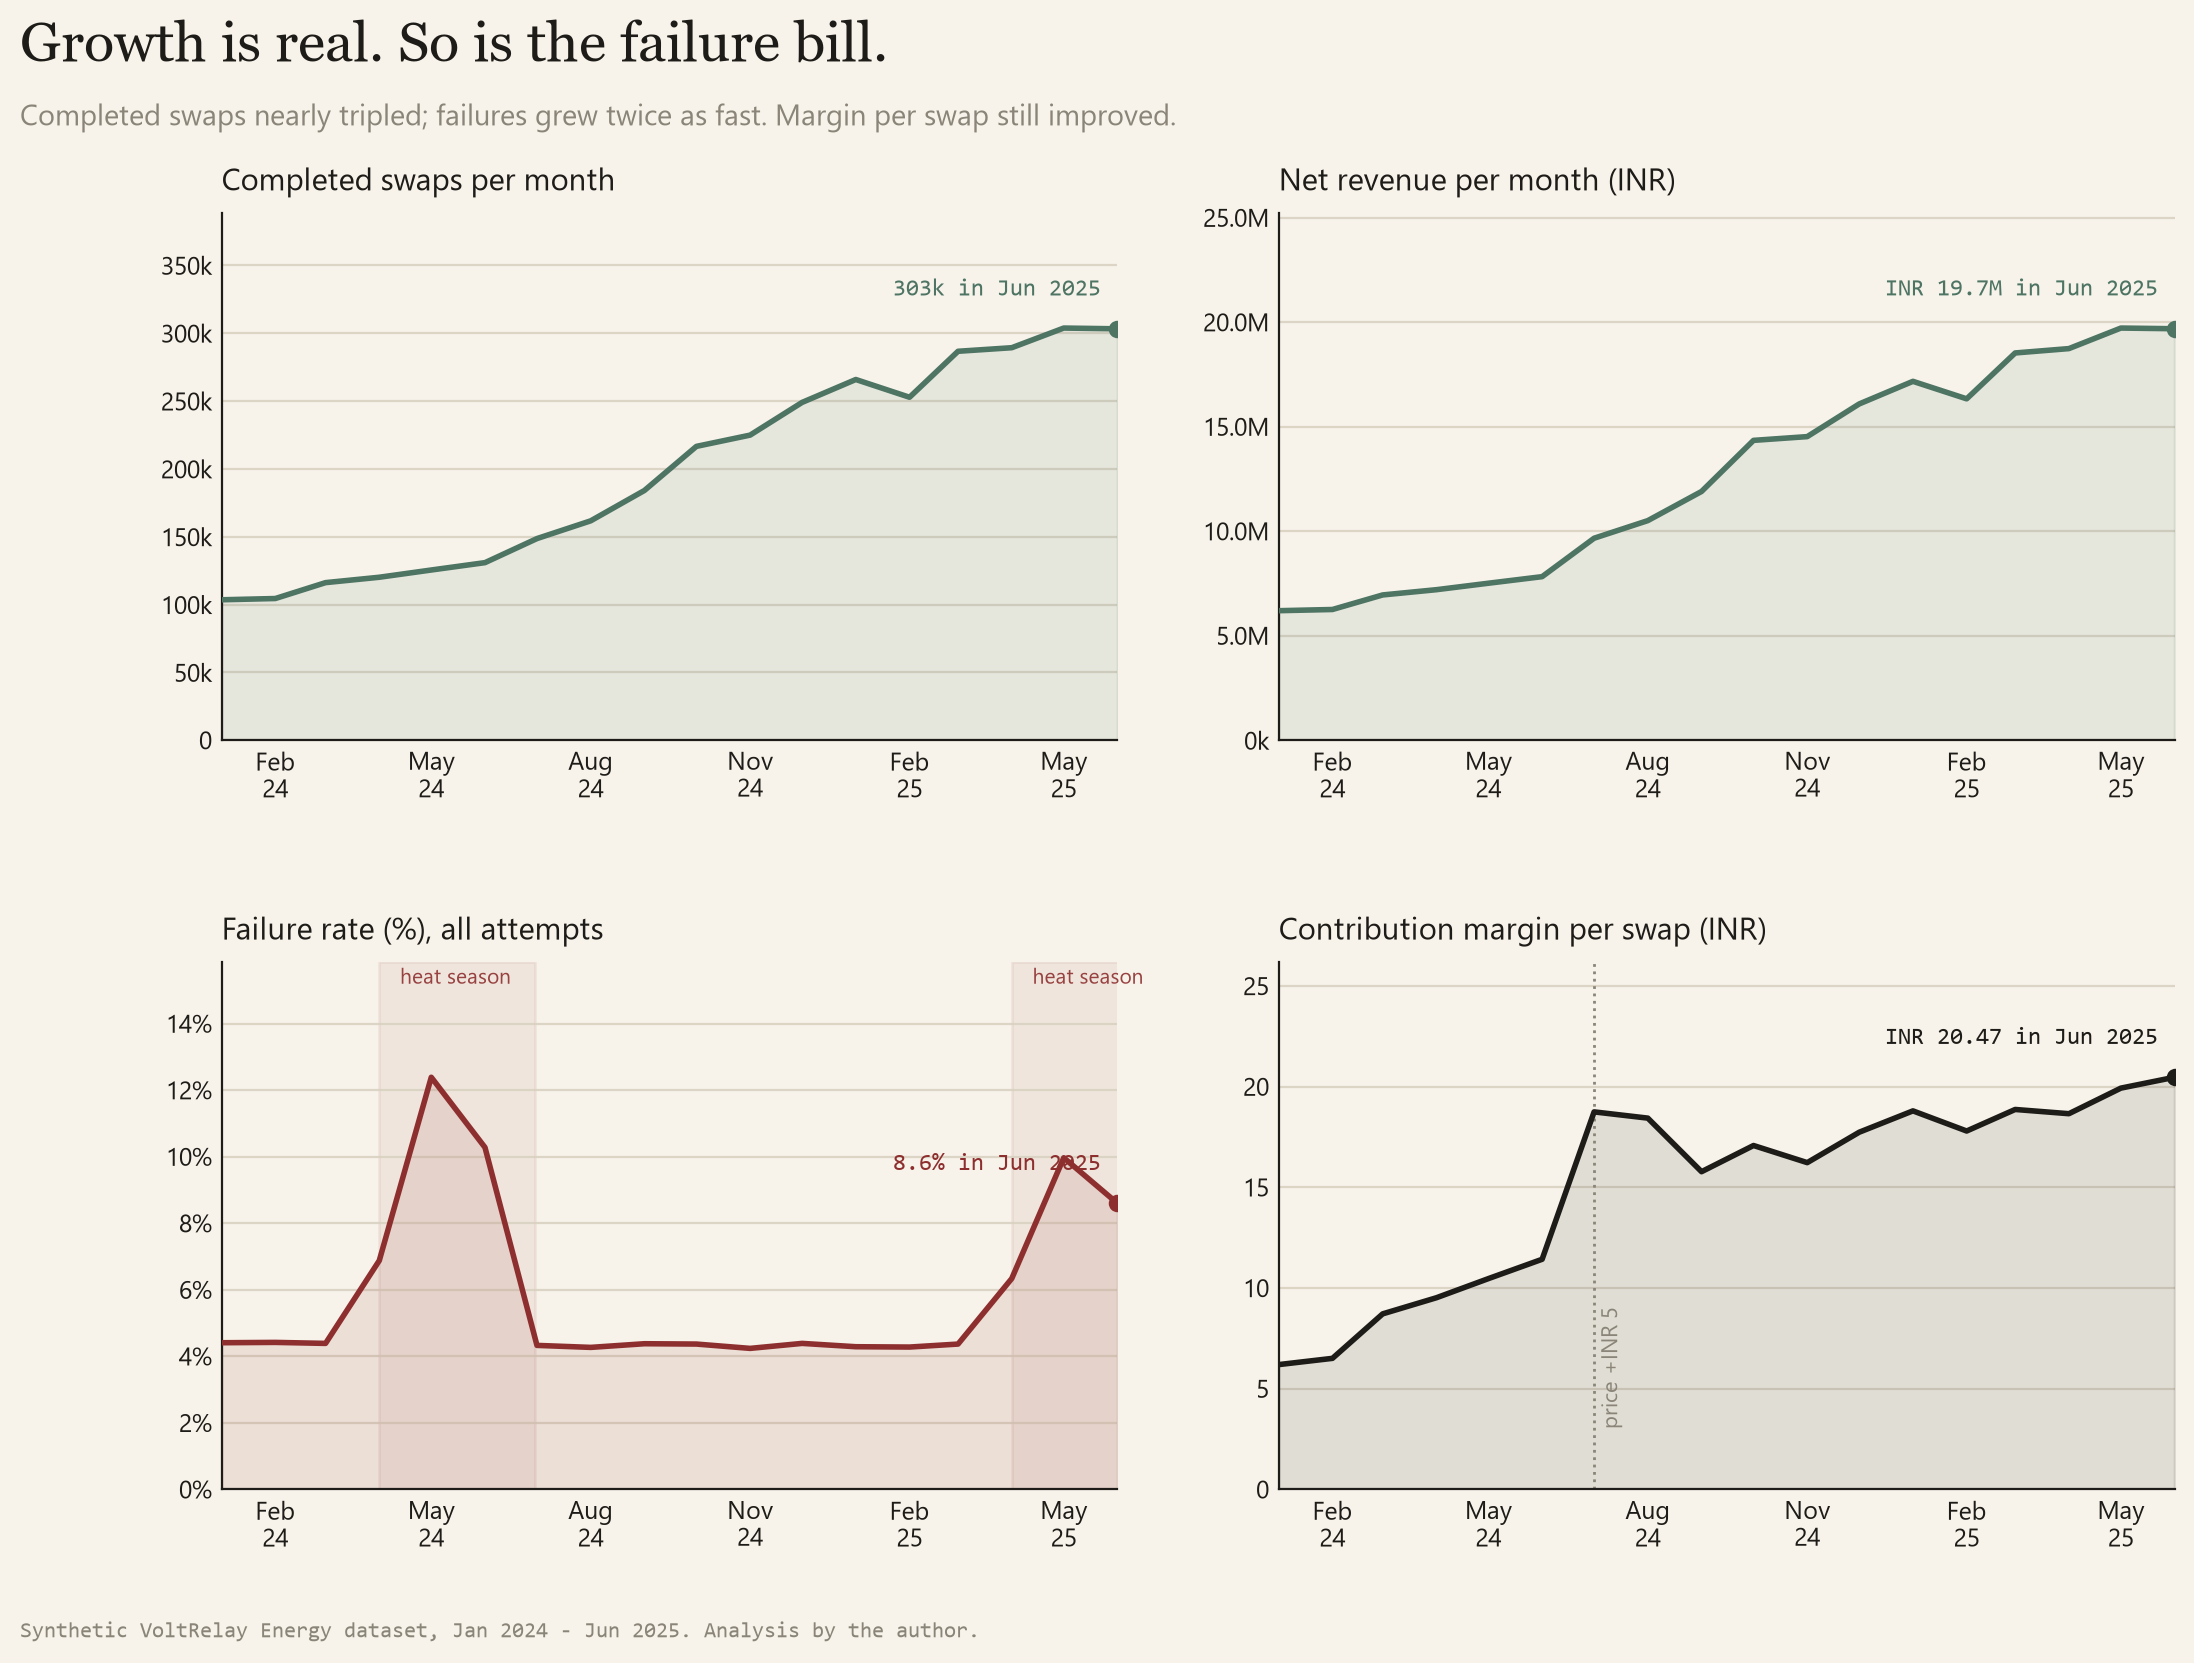 Growth is real. So is the failure bill.
Completed swaps nearly tripled; failures grew twice as fast. Margin per swap still improved.
Completed swaps per month
350k
300k
250k
200k
150k
100k
50k
0
303k in Jun 2025
Feb 24
May 24
Aug 24
Nov 24
Feb 25
May 25
Net revenue per month (INR)
25.0M
20.0M
15.0M
10.0M
5.0M
0k
INR 19.7M in Jun 2025
Feb 24
May 24
Aug 24
Nov 24
Feb 25
May 25
Failure rate (%), all attempts
heat season
heat season
14%
12%
10%
8%
6%
4%
2%
0%
8.6% in Jun 2025
Feb 24
May 24
Aug 24
Nov 24
Feb 25
May 25
Contribution margin per swap (INR)
25
20
15
10
5
0
INR 20.47 in Jun 2025
price +INR 5
Feb 24
May 24
Aug 24
Nov 24
Feb 25
May 25
Synthetic VoltRelay Energy dataset, Jan 2024 - Jun 2025. Analysis by the author.